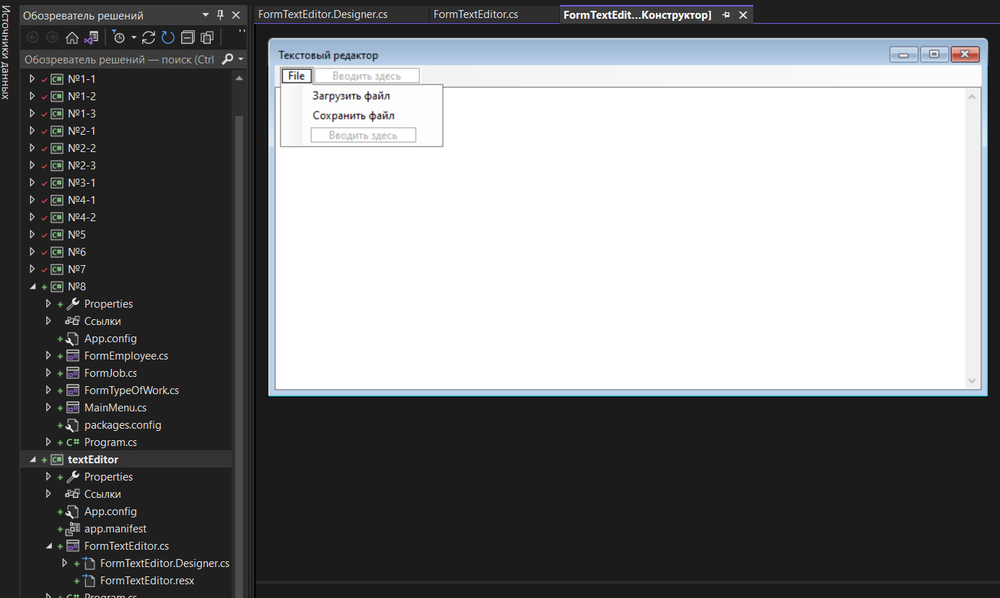 Источники данных
Обозреватель решений
Обозреватель решений — поиск (Ctrl
№1-1
№1-2
№1-3
№2-1
№2-2
№2-3
№3-1
№4-1
№4-2
№5
№6
№7
№8
Properties
Ссылки
App.config
FormEmployee.cs
FormJob.cs
FormTypeOfWork.cs
MainMenu.cs
packages.config
C# Program.cs
textEditor
Properties
Ссылки
App.config
app.manifest
FormTextEditor.cs
FormTextEditor.Designer.cs
FormTextEditor.resx
C# Program.cs
FormTextEditor.Designer.cs
FormTextEditor.cs
FormTextEdit...Конструктор]
Текстовый редактор
File
Вводить здесь
Загрузить файл
Сохранить файл
Вводить здесь